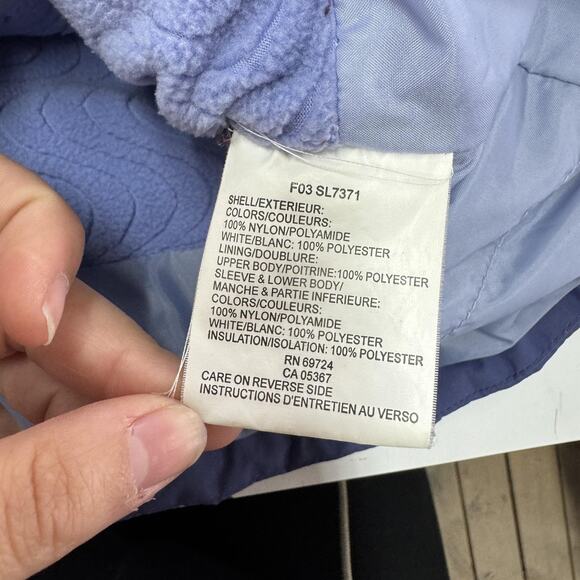 F03 SL7371
SHELL/EXTERIEUR:
COLORS/COULEURS:
100% NYLON/POLYAMIDE
WHITE/BLANC: 100% POLYESTER
LINING/DOUBLURE:
UPPER BODY/POITRINE:100% POLYESTER
SLEEVE & LOWER BODY/
MANCHE & PARTIE INFERIEURE:
COLORS/COULEURS:
100% NYLON/POLYAMIDE
WHITE/BLANC: 100% POLYESTER
INSULATION/ISOLATION: 100% POLYESTER
RN 69724
CA 05367
CARE ON REVERSE SIDE
INSTRUCTIONS D'ENTRETIEN AU VERSO